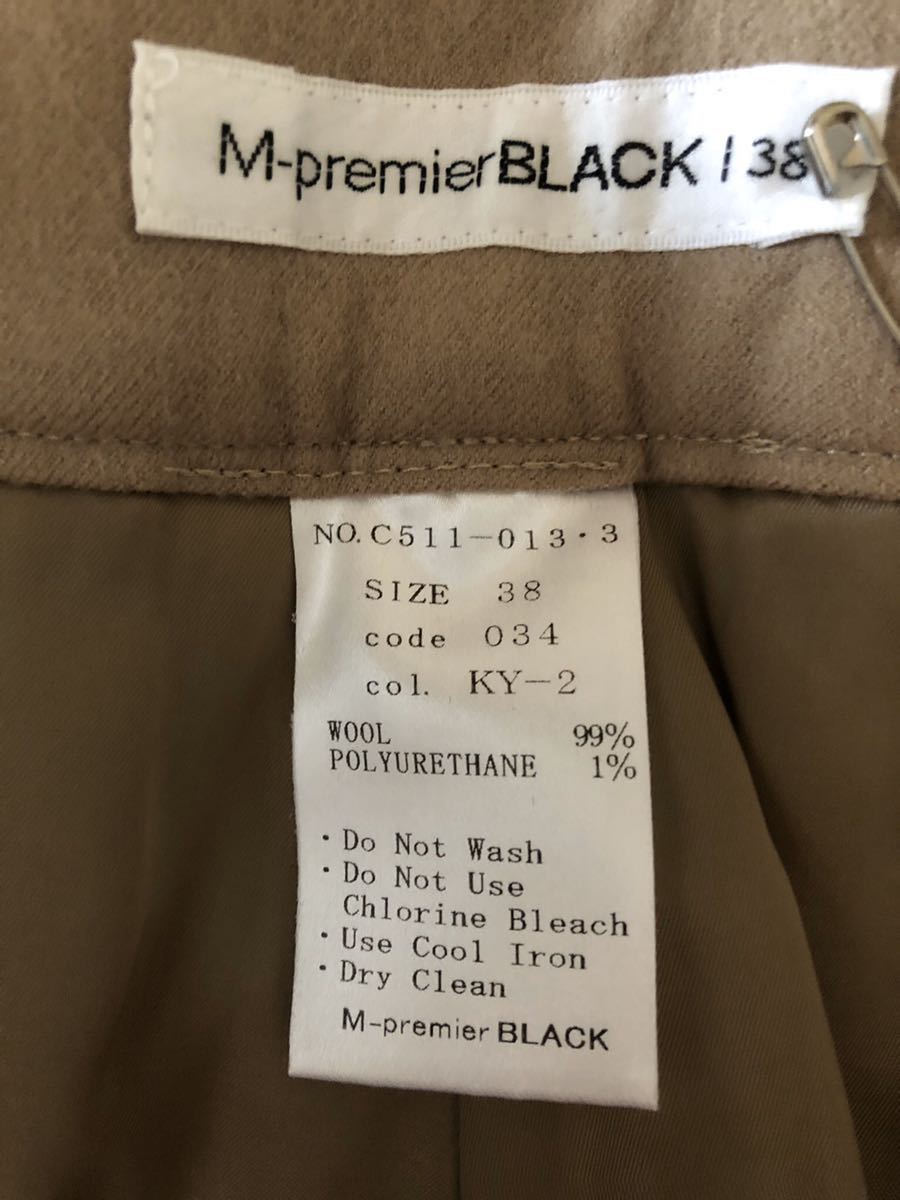 M-premierBLACK / 38
NO. C511-013・3
SIZE 38
code 034
col. KY-2
WOOL 99%
POLYURETHANE 1%
・Do Not Wash
・Do Not Use
Chlorine Bleach
・Use Cool Iron
・Dry Clean
M-premier BLACK